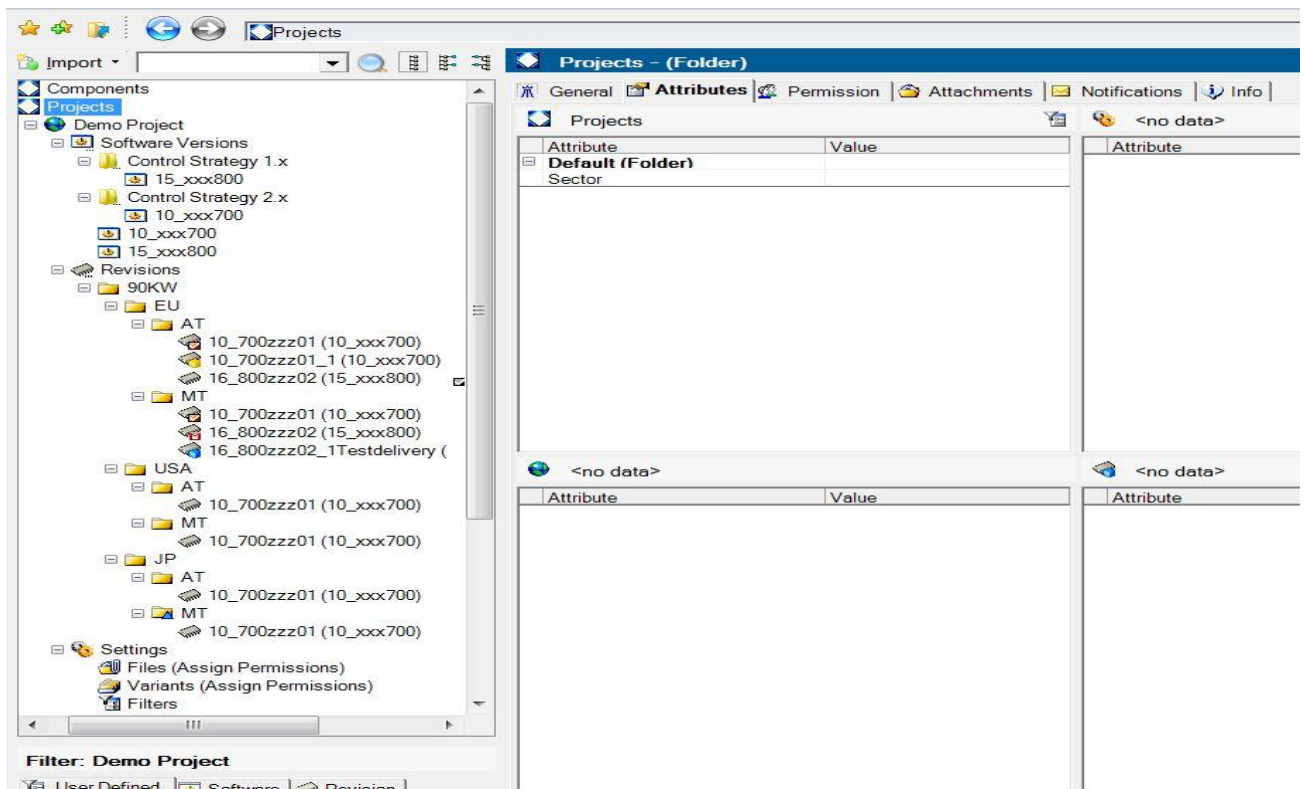 Projects
Import
Projects - (Folder)
Components
Projects
Demo Project
Software Versions
Control Strategy 1.x
15_xxx800
Control Strategy 2.x
10_xxx700
10_xxx700
15_xxx800
Revisions
90KW
EU
AT
10_700zzz01 (10_xxx700)
10_700zzz01_1 (10_xxx700)
16_800zzz02 (15_xxx800)
MT
10_700zzz01 (10_xxx700)
16_800zzz02 (15_xxx800)
16_800zzz02_1Testdelivery (
USA
AT
10_700zzz01 (10_xxx700)
MT
10_700zzz01 (10_xxx700)
JP
AT
10_700zzz01 (10_xxx700)
MT
10_700zzz01 (10_xxx700)
Settings
Files (Assign Permissions)
Variants (Assign Permissions)
Filters
Filter: Demo Project
User Defined Software Revision
General Attributes Permission Attachments Notifications Info
Projects
Attribute Value
Default (Folder)
Sector
<no data>
Attribute
<no data>
Attribute Value
<no data>
Attribute